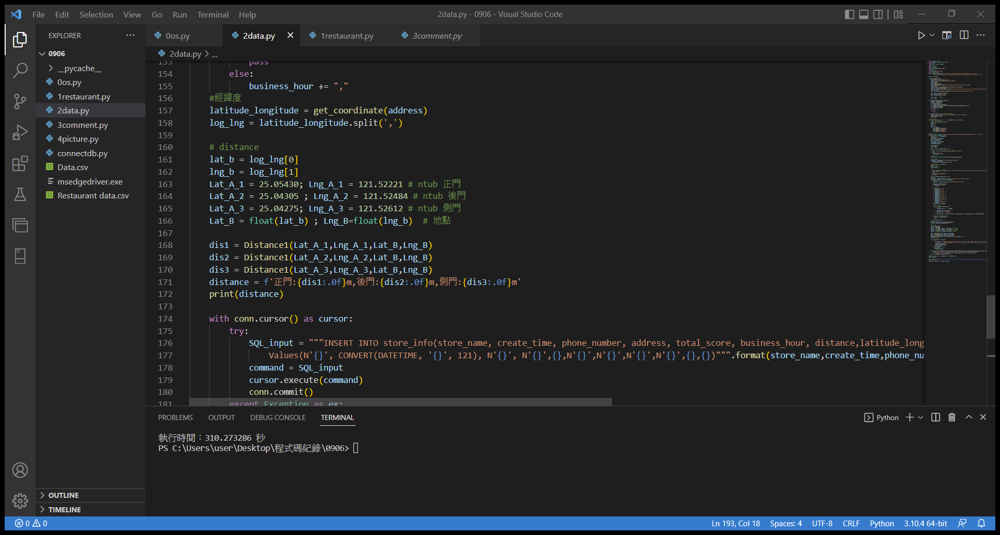 File Edit Selection View Go Run Terminal Help
2data.py - 0906 - Visual Studio Code
EXPLORER
0906
__pycache__
0os.py
1restaurant.py
2data.py
3comment.py
4picture.py
connectdb.py
Data.csv
msedgedriver.exe
Restaurant data.csv
OUTLINE
TIMELINE
0os.py 2data.py 1restaurant.py 3comment.py
2data.py > ...
153 pass
154 else:
155 business_hour += ","
156 #經緯度
157 latitude_longitude = get_coordinate(address)
158 log_lng = latitude_longitude.split(',')
159
160 # distance
161 lat_b = log_lng[0]
162 lng_b = log_lng[1]
163 Lat_A_1 = 25.05430; Lng_A_1 = 121.52221 # ntub 正門
164 Lat_A_2 = 25.04305 ; Lng_A_2 = 121.52484 # ntub 後門
165 Lat_A_3 = 25.04275; Lng_A_3 = 121.52612 # ntub 側門
166 Lat_B = float(lat_b) ; Lng_B=float(lng_b)  # 地點
167
168 dis1 = Distance1(Lat_A_1,Lng_A_1,Lat_B,Lng_B)
169 dis2 = Distance1(Lat_A_2,Lng_A_2,Lat_B,Lng_B)
170 dis3 = Distance1(Lat_A_3,Lng_A_3,Lat_B,Lng_B)
171 distance = f'正門:{dis1:.0f}m,後門:{dis2:.0f}m,側門:{dis3:.0f}m'
172 print(distance)
173
174 with conn.cursor() as cursor:
175 try:
176 SQL_input = """INSERT INTO store_info(store_name, create_time, phone_number, address, total_score, business_hour, distance,latitude_long
177 Values(N'{}', CONVERT(DATETIME, '{}', 121), N'{}', N'{}',{},N'{}',N'{}',N'{}',N'{}',{},{})""".format(store_name,create_time,phone_nu
178 command = SQL_input
179 cursor.execute(command)
180 conn.commit()
181 except Exception as ex:
PROBLEMS OUTPUT DEBUG CONSOLE TERMINAL
Python
執行時間：310.273286 秒
PS C:\Users\user\Desktop\程式碼紀錄\0906>
0 0
Ln 193, Col 18 Spaces: 4 UTF-8 CRLF Python 3.10.4 64-bit